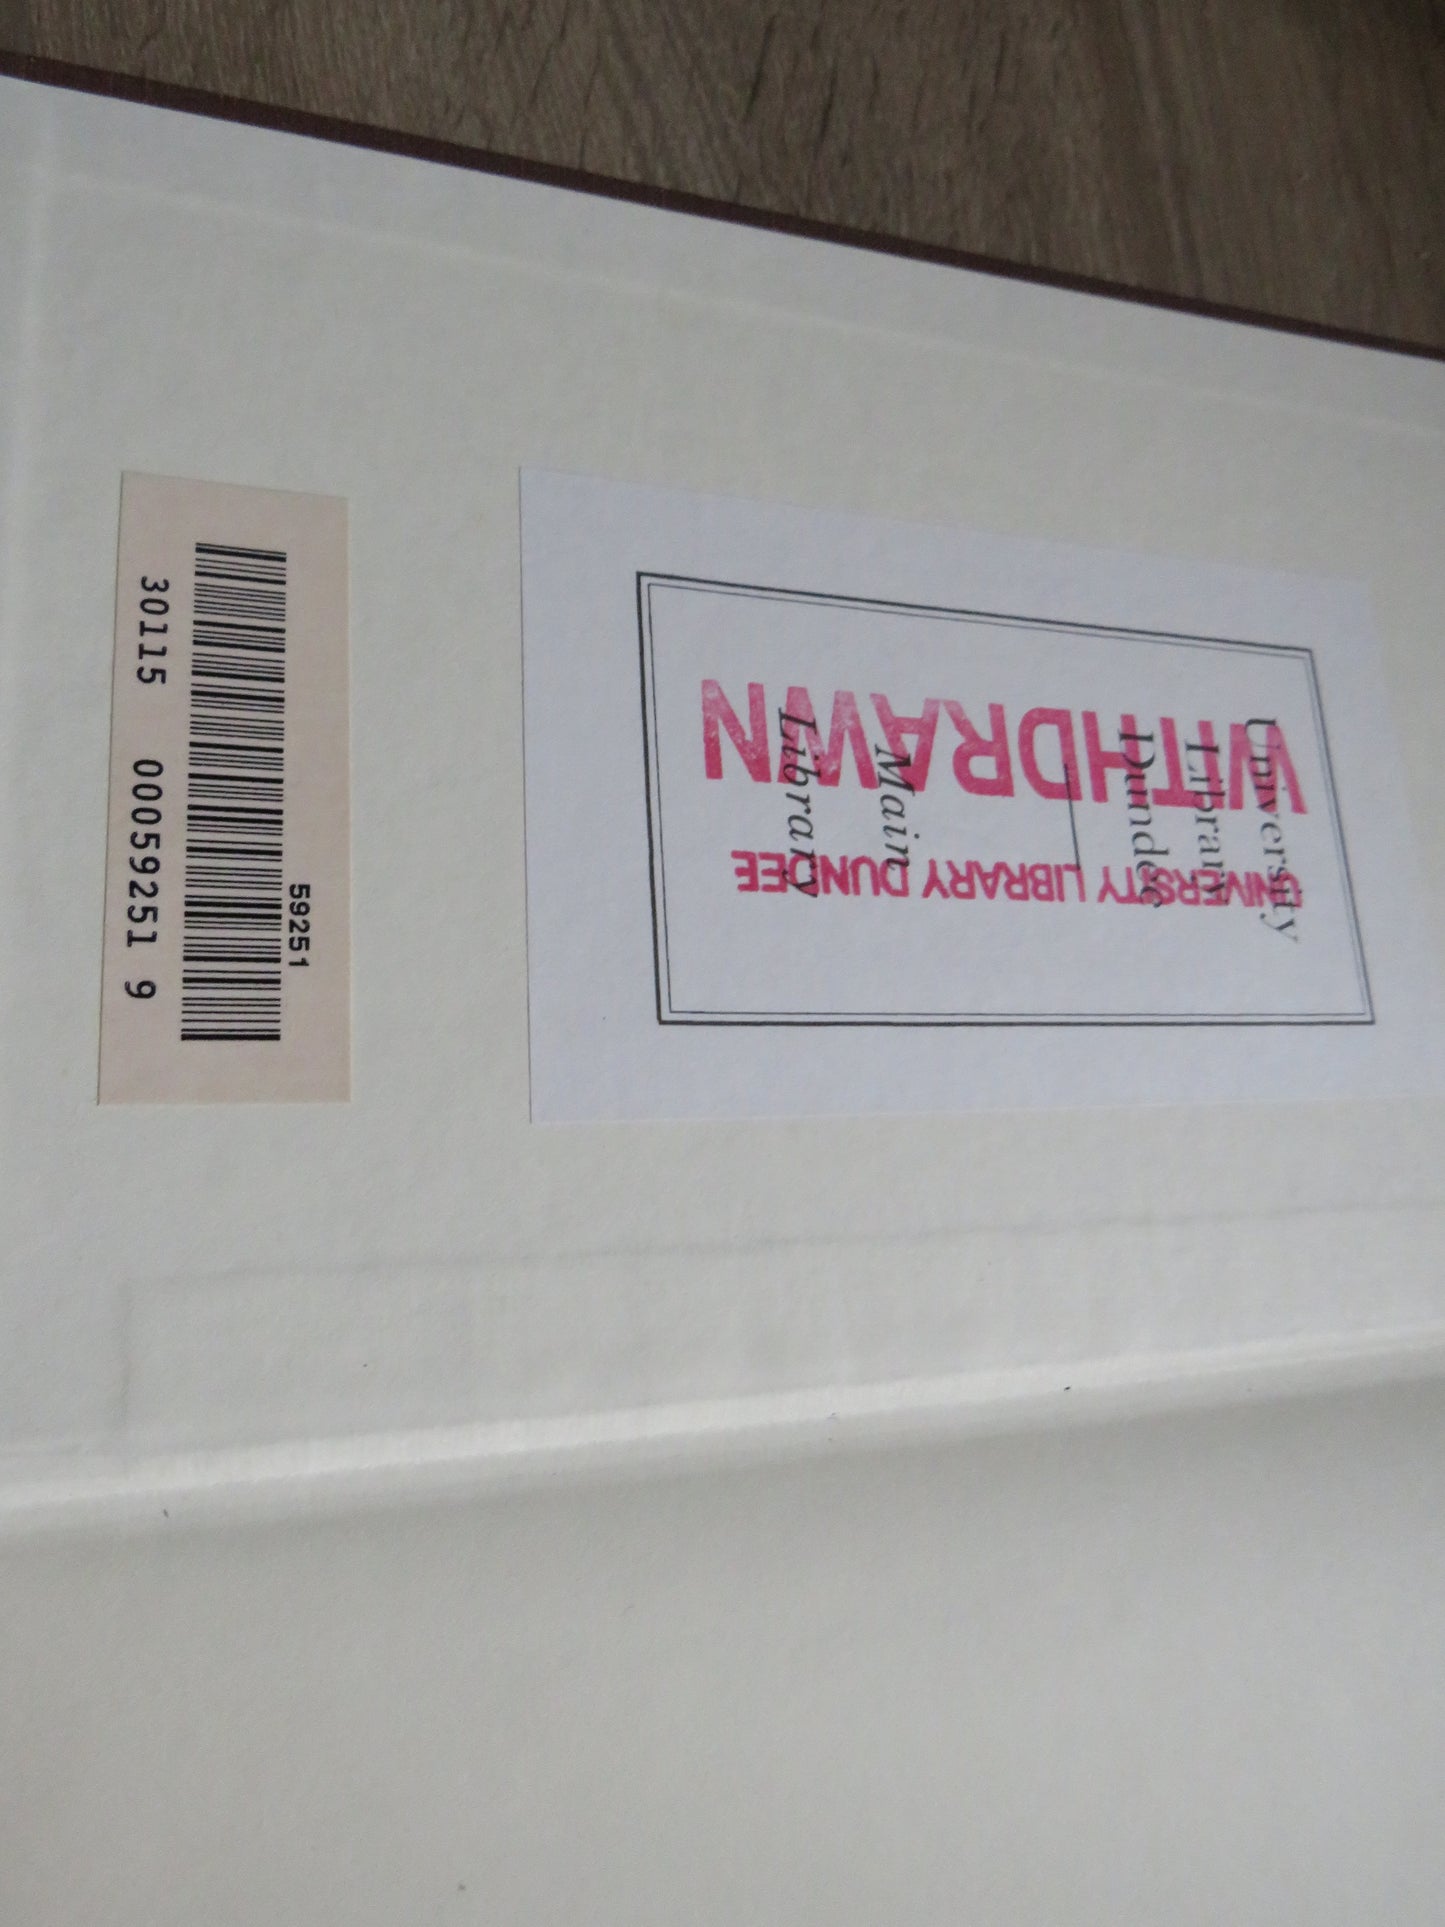 University
Library
Dundee
Main
Library
WITHDRAWN
UNIVERSITY LIBRARY DUNDEE
59251
30115 00059251 9